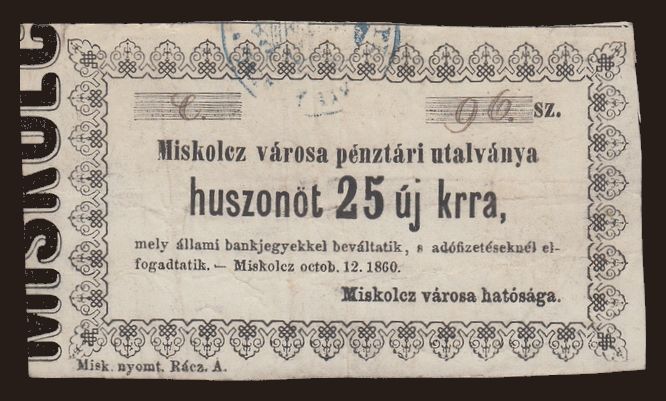 MISKOLCZ
C. 96. SZ.
Miskolcz városa pénztári utalványa
huszonöt 25 új krra,
mely állami bankjegyekkel beváltatik, s adófizetéseknél el-
fogadtatik. — Miskolcz octob. 12. 1860.
Miskolcz városa hatósága.
Misk. nyomt. Rácz. A.